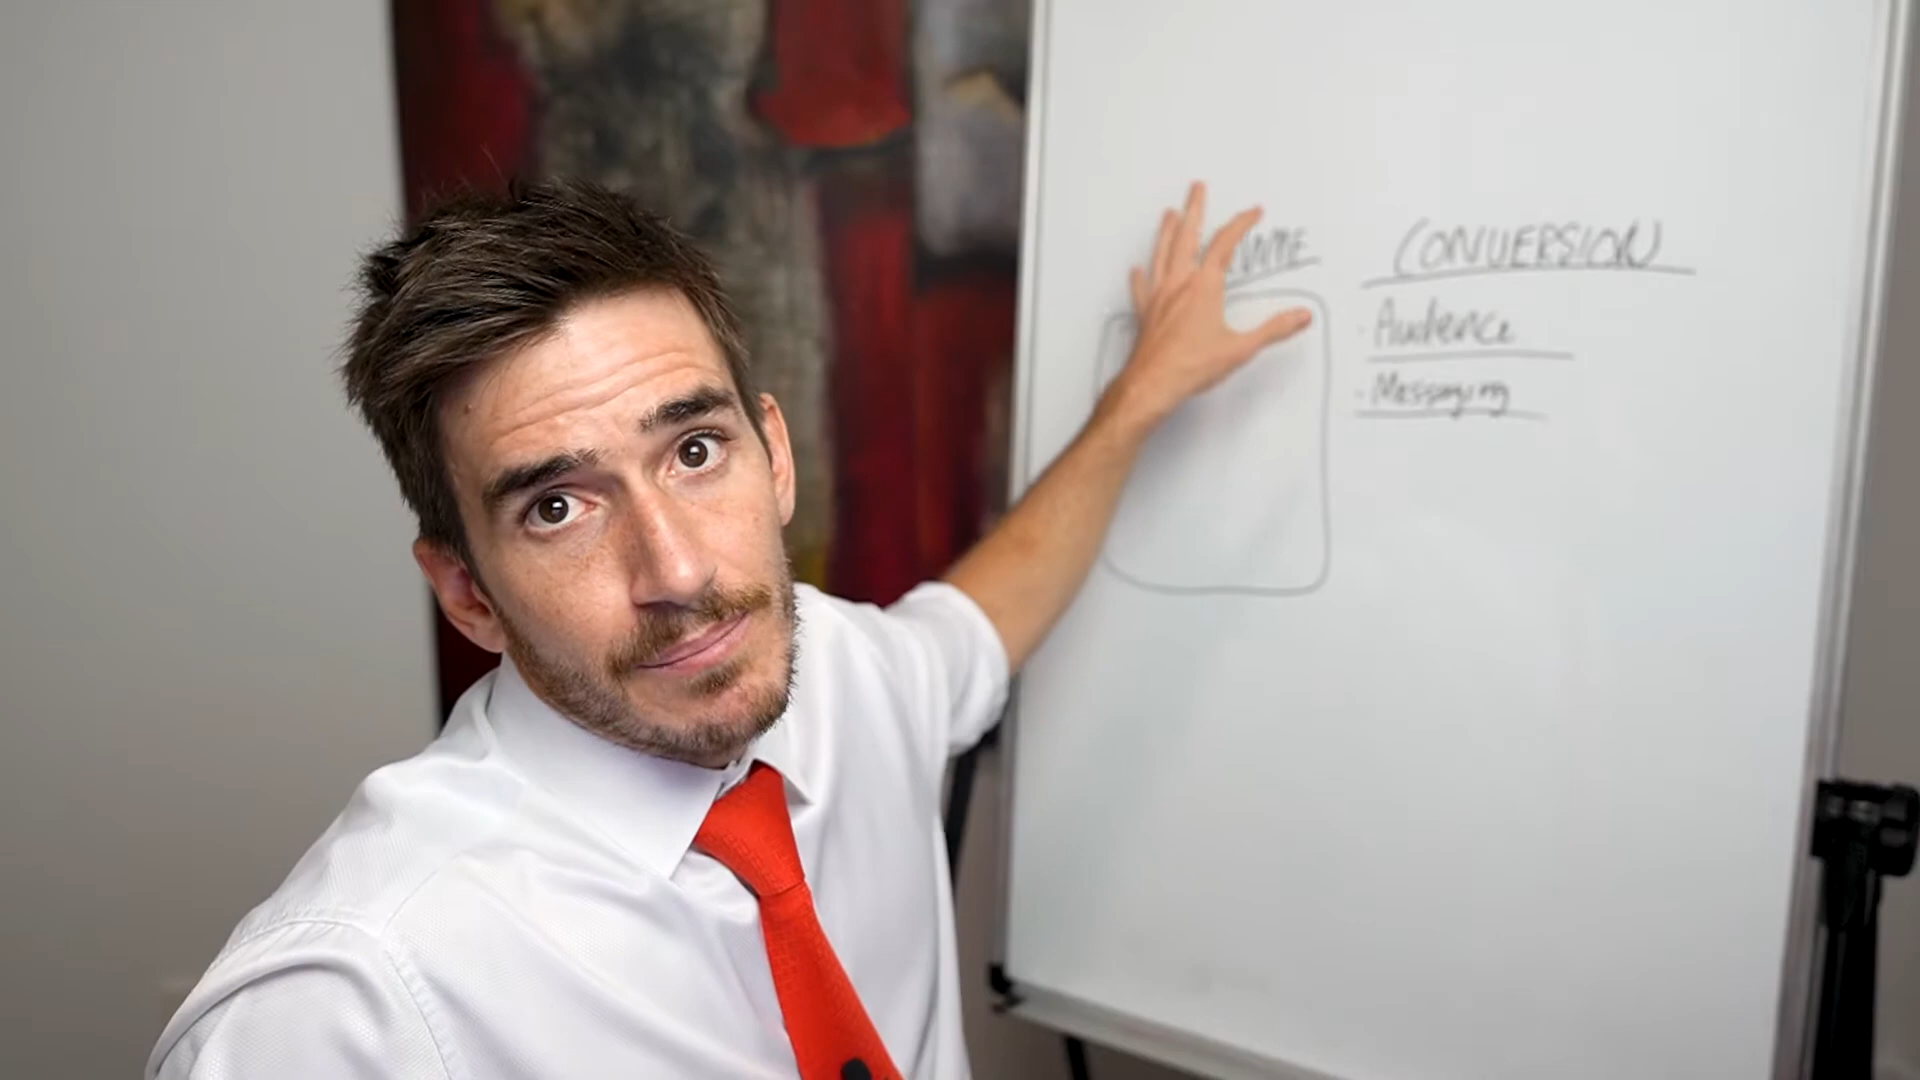 CONVERSION
· Audience
· Messaging